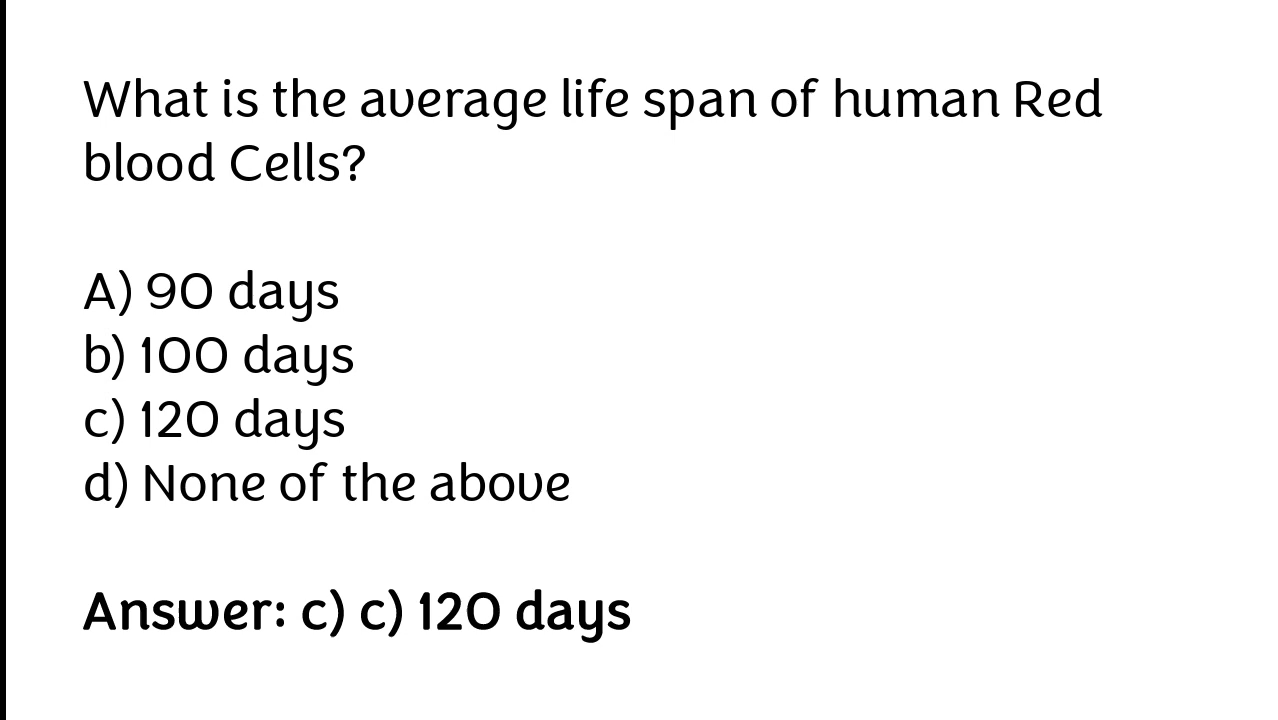 What is the average life span of human Red
blood Cells?
A) 90 days
b) 100 days
c) 120 days
d) None of the above
Answer: c) c) 120 days